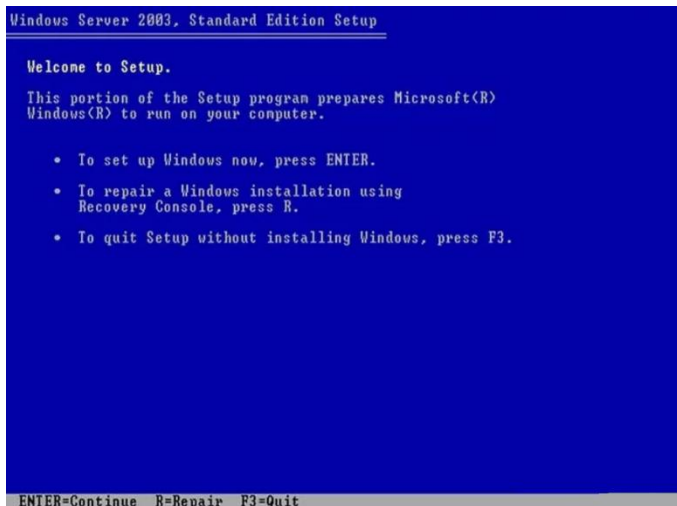 Windows Server 2003, Standard Edition Setup
Welcome to Setup.
This portion of the Setup program prepares Microsoft(R)
Windows(R) to run on your computer.
• To set up Windows now, press ENTER.
• To repair a Windows installation using
Recovery Console, press R.
• To quit Setup without installing Windows, press F3.
ENTER=Continue R=Repair F3=Quit